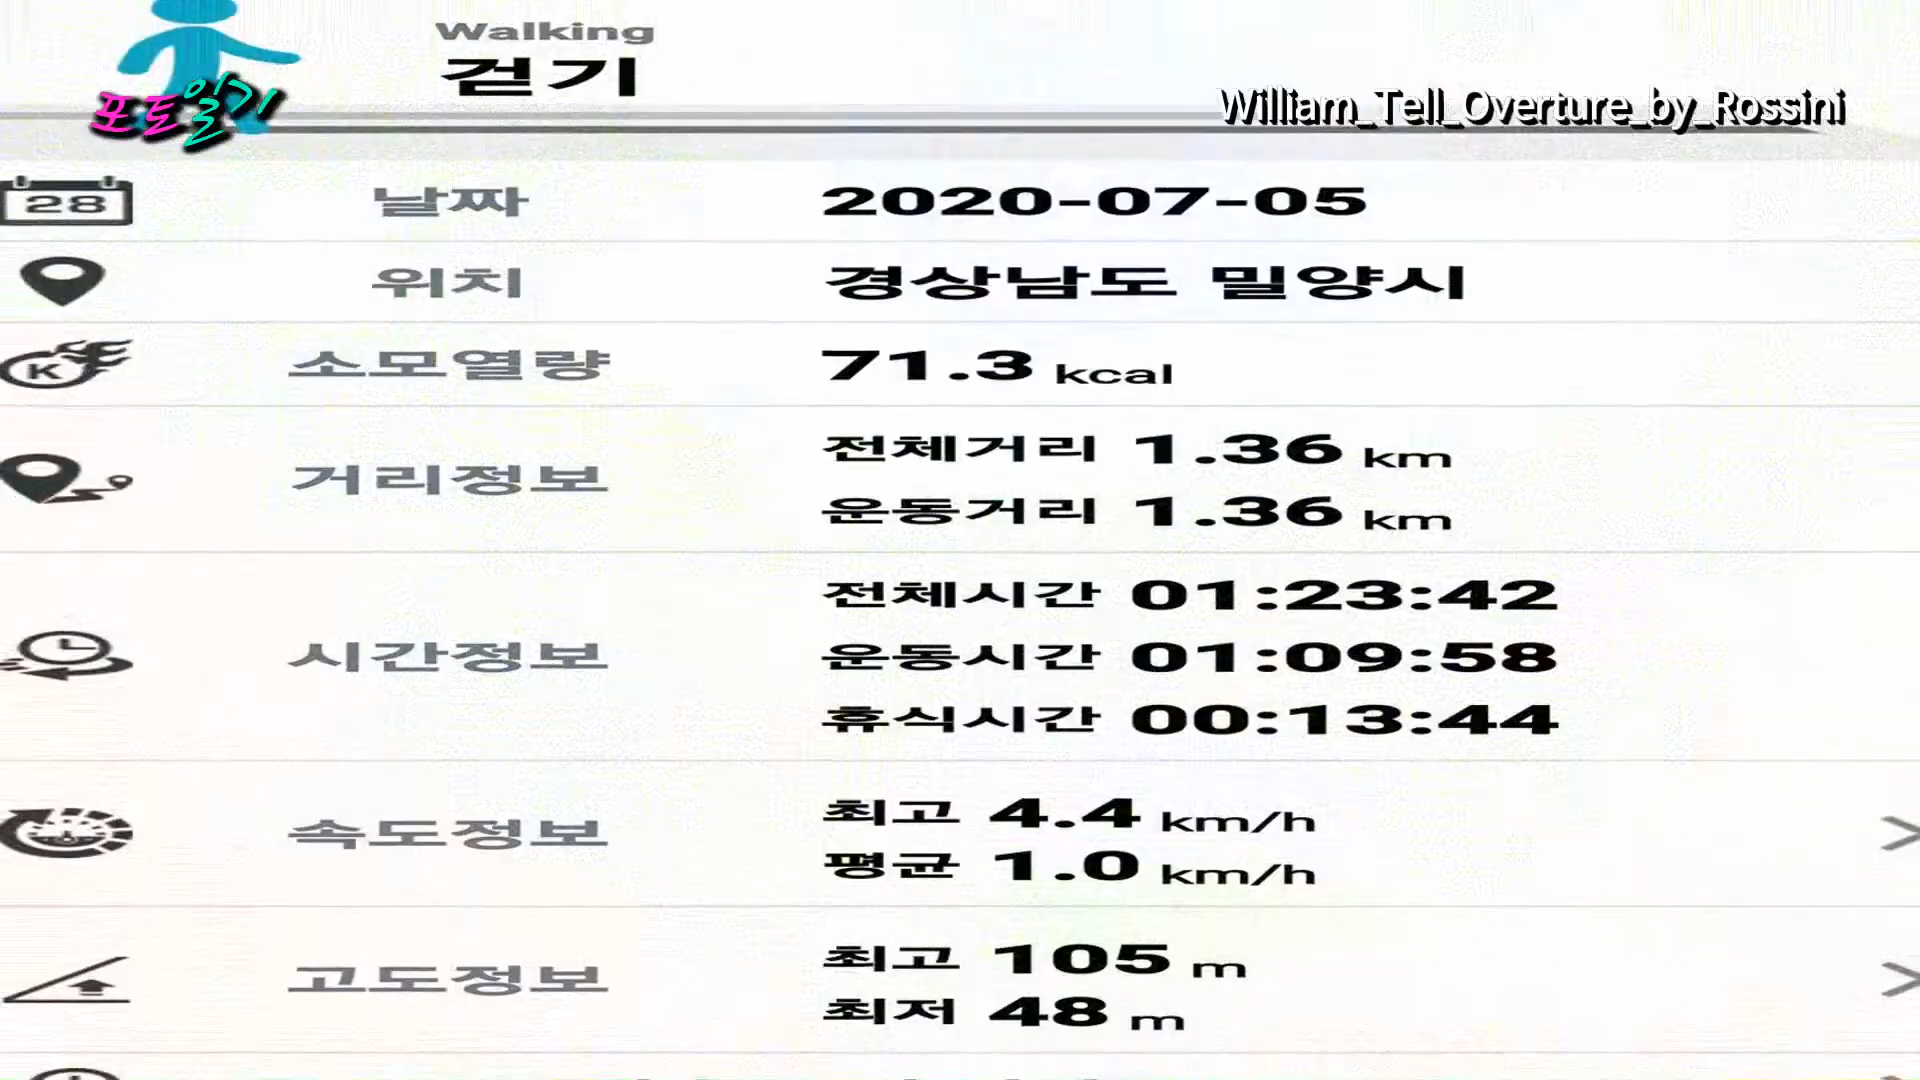 Walking
걷기
포토일기
William_Tell_Overture_by_Rossini
28
날짜 2020-07-05
위치 경상남도 밀양시
K 소모열량 71.3 kcal
거리정보
전체거리 1.36 km
운동거리 1.36 km
시간정보
전체시간 01:23:42
운동시간 01:09:58
휴식시간 00:13:44
속도정보
최고 4.4 km/h
평균 1.0 km/h
고도정보
최고 105 m
최저 48 m